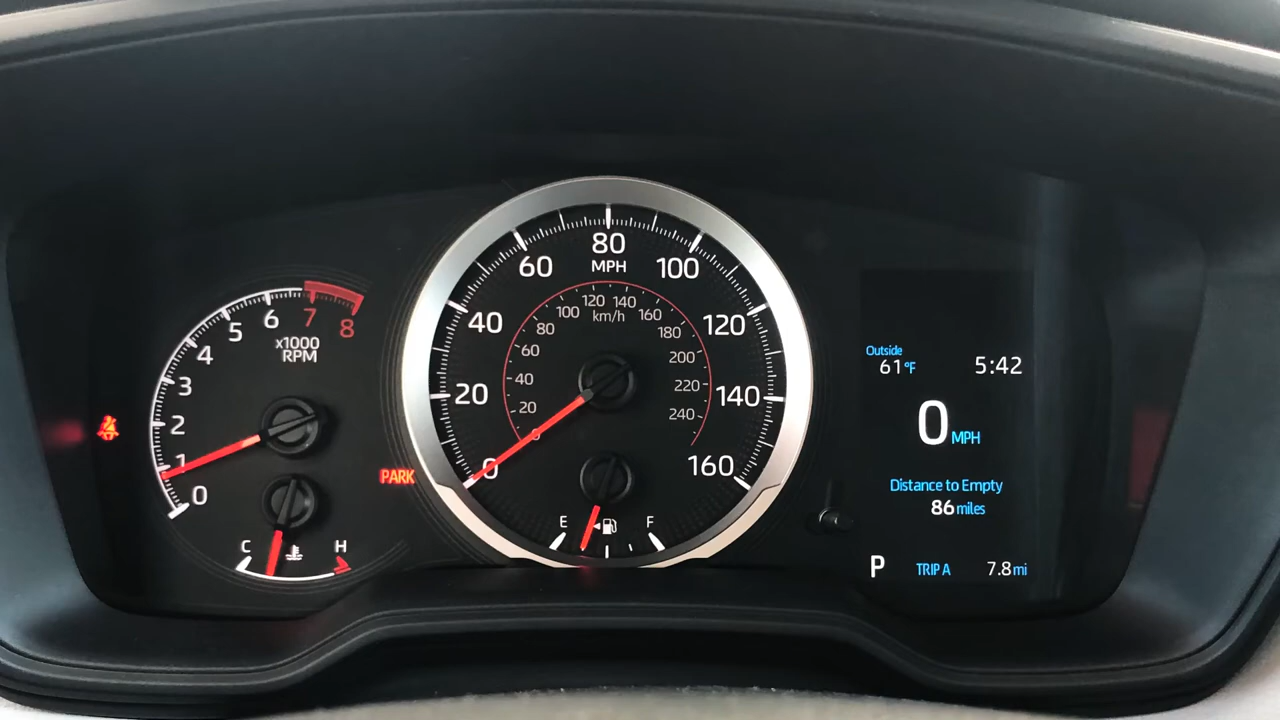 0
1
2
3
4
5
6
7
8
x1000
RPM
C
H
PARK
0
20
40
60
80
100
120
140
160
MPH
0
20
40
60
80
100
120
140
160
180
200
220
240
km/h
E
F
Outside
61°F
5:42
0 MPH
Distance to Empty
86 miles
P TRIP A 7.8 mi